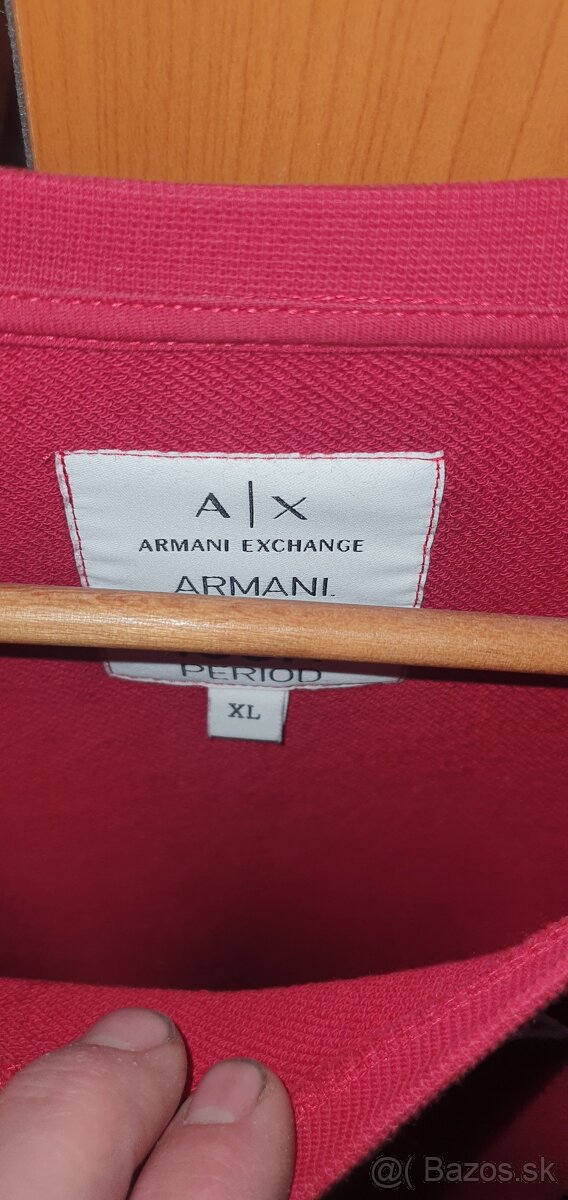 A|X
ARMANI EXCHANGE
ARMANI.
PERIOD
XL
@( Bazos.sk